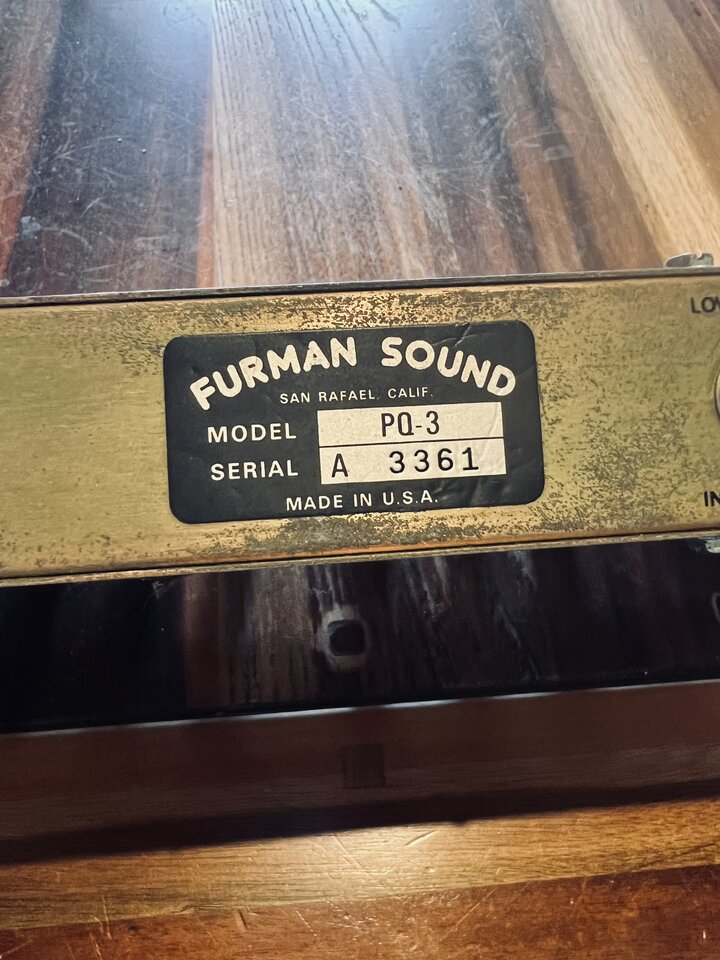 FURMAN SOUND
SAN RAFAEL. CALIF.
MODEL PQ-3
SERIAL A 3361
MADE IN U.S.A.